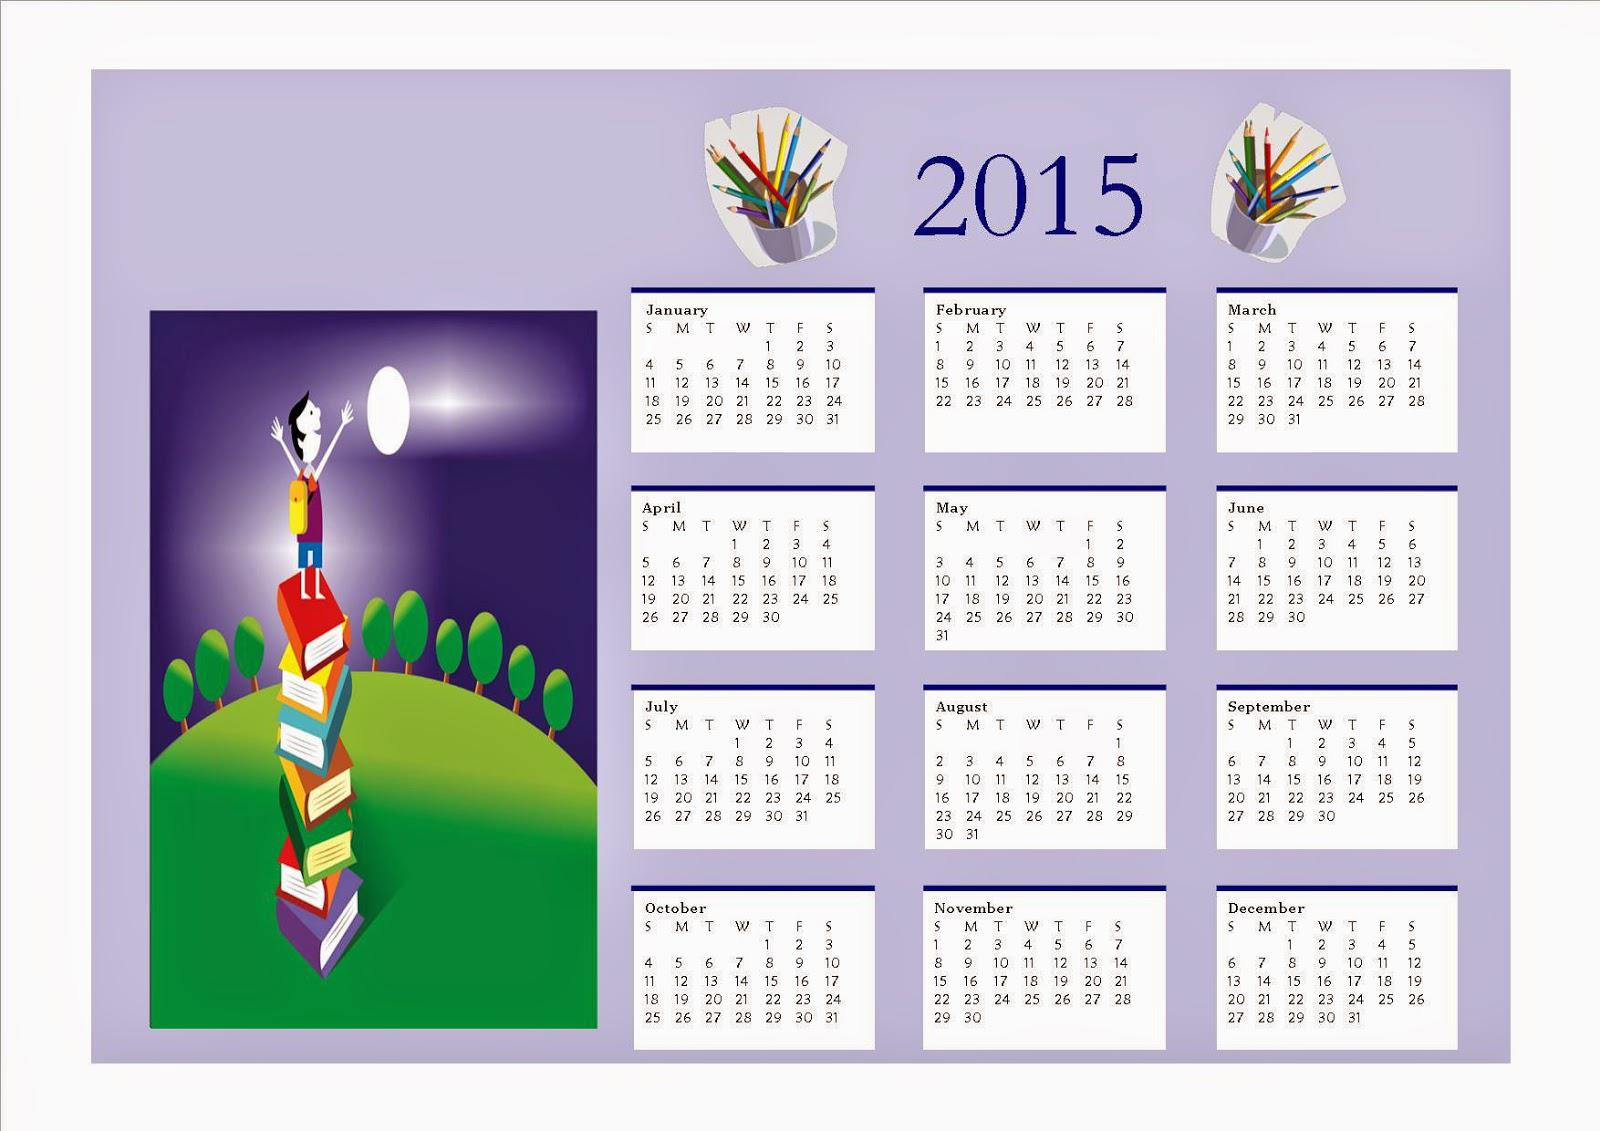 2015
January
S M T W T F S
1 2 3
4 5 6 7 8 9 10
11 12 13 14 15 16 17
18 19 20 21 22 23 24
25 26 27 28 29 30 31
February
S M T W T F S
1 2 3 4 5 6 7
8 9 10 11 12 13 14
15 16 17 18 19 20 21
22 23 24 25 26 27 28
March
S M T W T F S
1 2 3 4 5 6 7
8 9 10 11 12 13 14
15 16 17 18 19 20 21
22 23 24 25 26 27 28
29 30 31
April
S M T W T F S
1 2 3 4
5 6 7 8 9 10 11
12 13 14 15 16 17 18
19 20 21 22 23 24 25
26 27 28 29 30
May
S M T W T F S
1 2
3 4 5 6 7 8 9
10 11 12 13 14 15 16
17 18 19 20 21 22 23
24 25 26 27 28 29 30
31
June
S M T W T F S
1 2 3 4 5 6
7 8 9 10 11 12 13
14 15 16 17 18 19 20
21 22 23 24 25 26 27
28 29 30
July
S M T W T F S
1 2 3 4
5 6 7 8 9 10 11
12 13 14 15 16 17 18
19 20 21 22 23 24 25
26 27 28 29 30 31
August
S M T W T F S
1
2 3 4 5 6 7 8
9 10 11 12 13 14 15
16 17 18 19 20 21 22
23 24 25 26 27 28 29
30 31
September
S M T W T F S
1 2 3 4 5
6 7 8 9 10 11 12
13 14 15 16 17 18 19
20 21 22 23 24 25 26
27 28 29 30
October
S M T W T F S
1 2 3
4 5 6 7 8 9 10
11 12 13 14 15 16 17
18 19 20 21 22 23 24
25 26 27 28 29 30 31
November
S M T W T F S
1 2 3 4 5 6 7
8 9 10 11 12 13 14
15 16 17 18 19 20 21
22 23 24 25 26 27 28
29 30
December
S M T W T F S
1 2 3 4 5
6 7 8 9 10 11 12
13 14 15 16 17 18 19
20 21 22 23 24 25 26
27 28 29 30 31